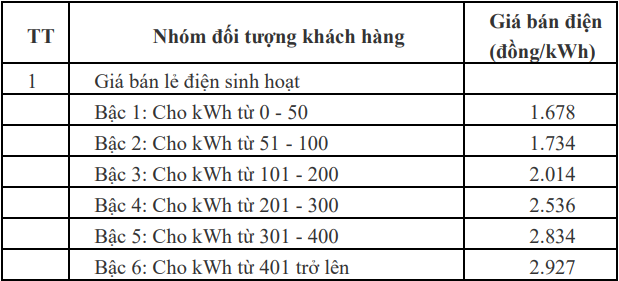 TT Nhóm đối tượng khách hàng Giá bán điện
(đồng/kWh)
1 Giá bán lẻ điện sinh hoạt
Bậc 1: Cho kWh từ 0 - 50 1.678
Bậc 2: Cho kWh từ 51 - 100 1.734
Bậc 3: Cho kWh từ 101 - 200 2.014
Bậc 4: Cho kWh từ 201 - 300 2.536
Bậc 5: Cho kWh từ 301 - 400 2.834
Bậc 6: Cho kWh từ 401 trở lên 2.927